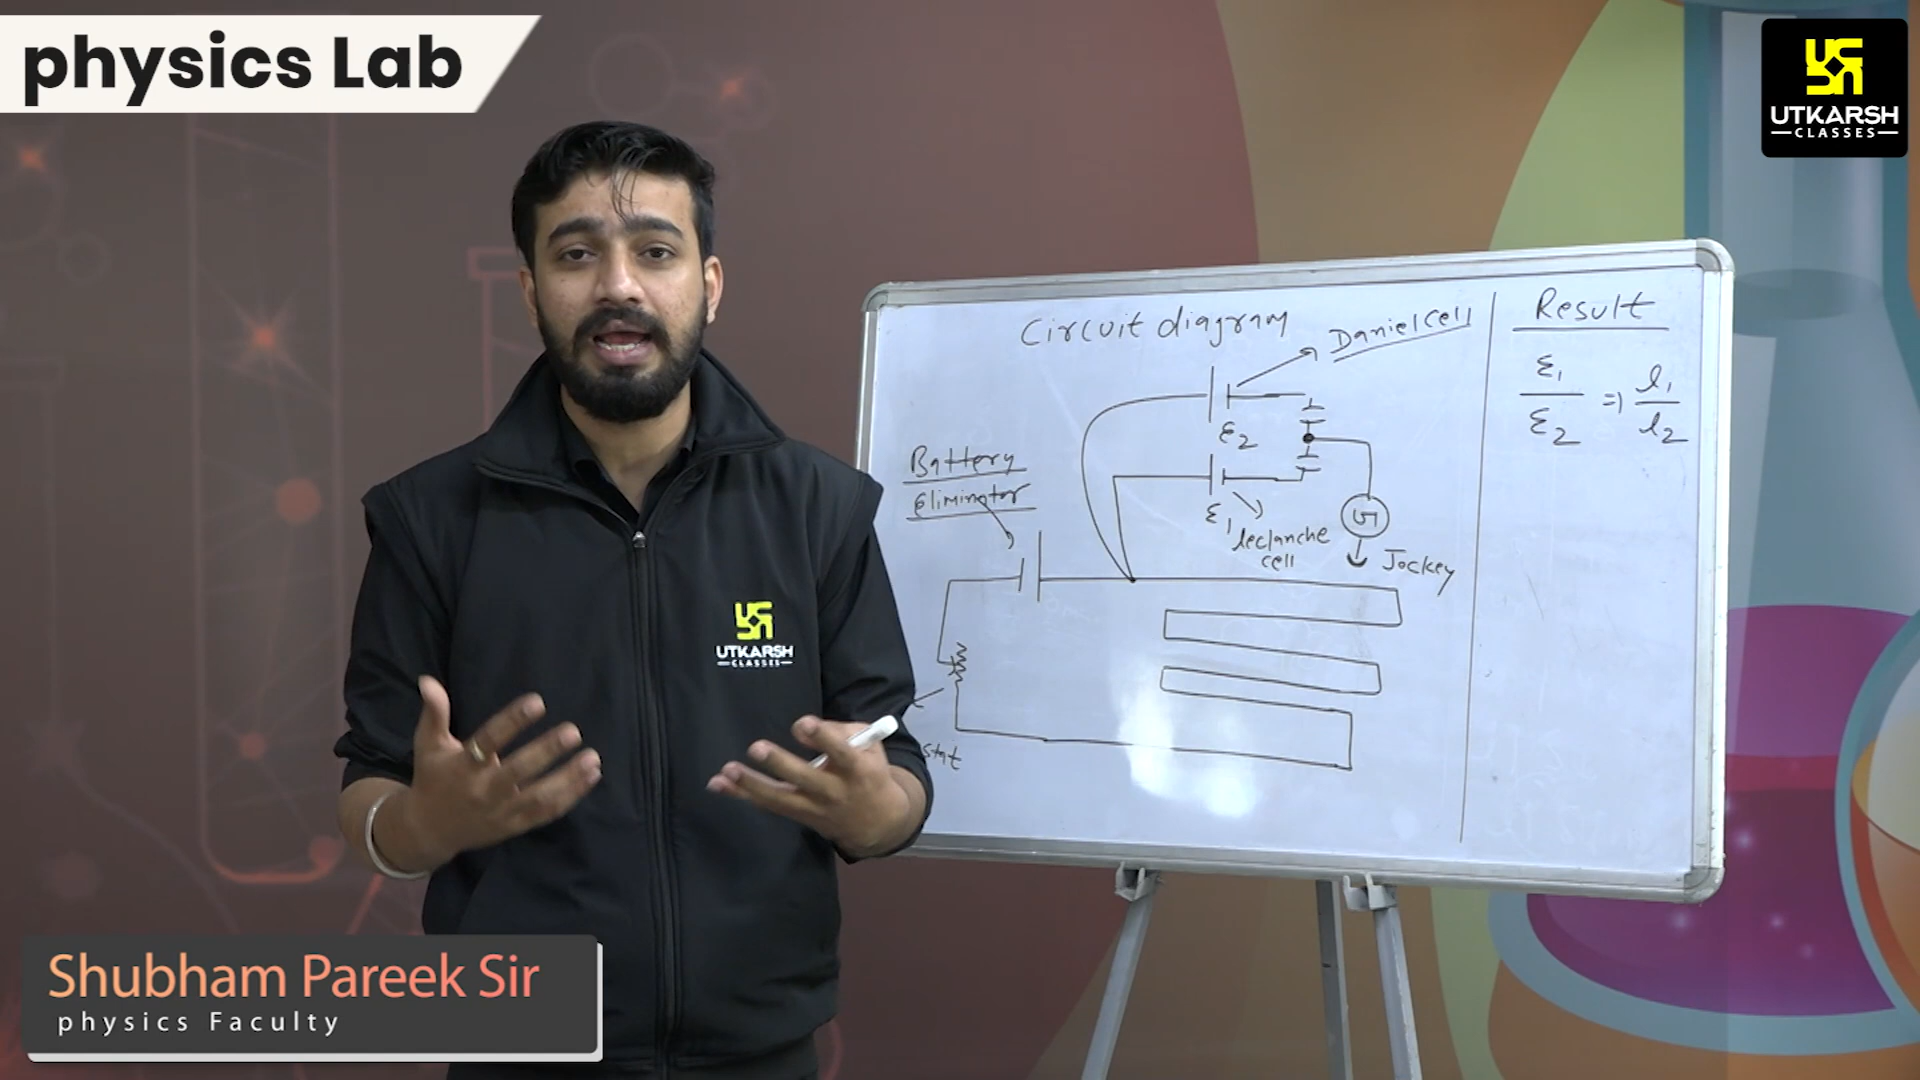 physics Lab
UTKARSH
CLASSES
Circuit diagram
Daniel cell
Result
ε₁
ε₂
⇒
l₁
l₂
ε₂
Battery
Eliminator
ε₁
leclanche
cell
G
Jockey
UTKARSH
CLASSES
stat
Shubham Pareek Sir
physics Faculty